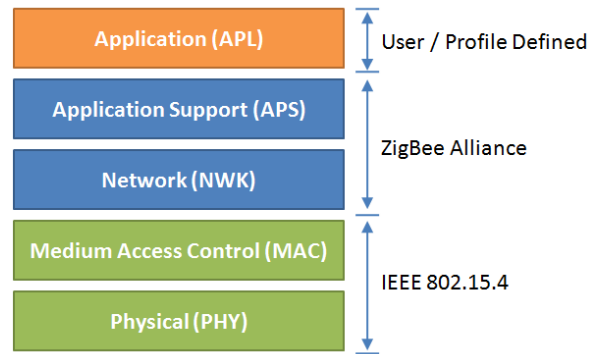 Application (APL)
User / Profile Defined
Application Support (APS)
ZigBee Alliance
Network (NWK)
Medium Access Control (MAC)
IEEE 802.15.4
Physical (PHY)